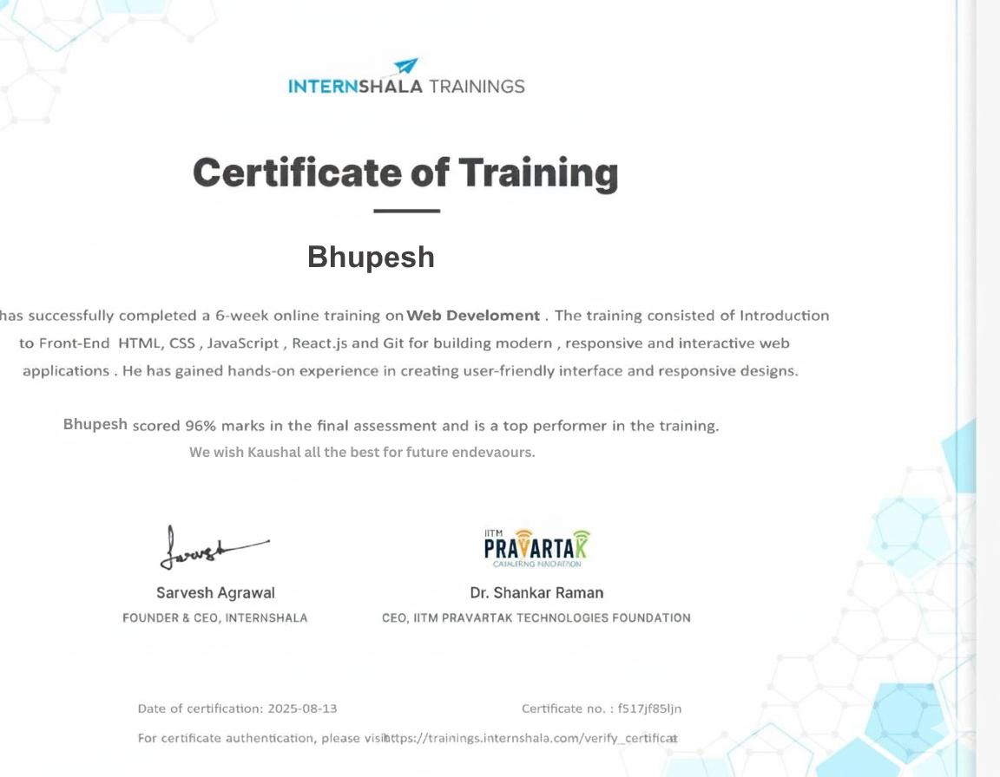 INTERNSHALA TRAININGS
Certificate of Training
Bhupesh
has successfully completed a 6-week online training on Web Develoment . The training consisted of Introduction
to Front-End HTML, CSS , JavaScript , React.js and Git for building modern , responsive and interactive web
applications . He has gained hands-on experience in creating user-friendly interface and responsive designs.
Bhupesh scored 96% marks in the final assessment and is a top performer in the training.
We wish Kaushal all the best for future endevaours.
IITM
PRAVARTAK
Sarvesh Agrawal
Dr. Shankar Raman
FOUNDER & CEO, INTERNSHALA
CEO, IITM PRAVARTAK TECHNOLOGIES FOUNDATION
Date of certification: 2025-08-13
Certificate no. : f517jf85ljn
For certificate authentication, please visit https://trainings.internshala.com/verify_certificat